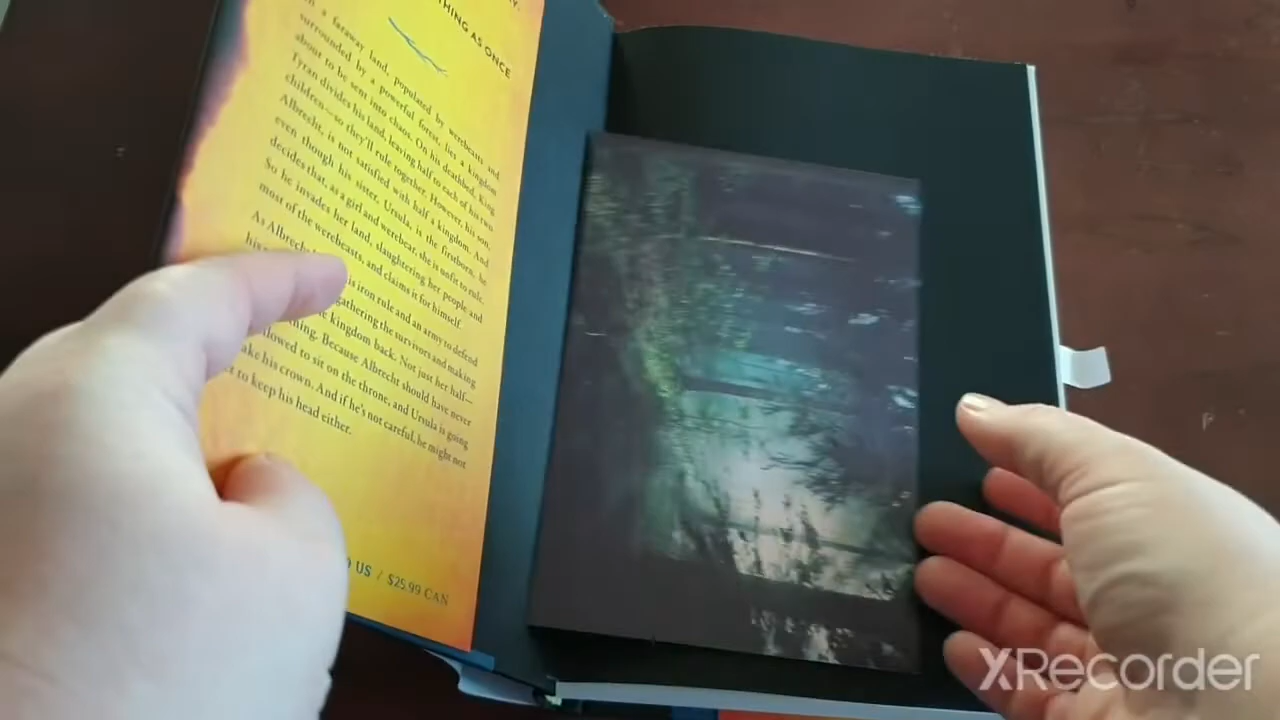 THING AS ONCE
a faraway land, populated by werebeasts and
surrounded by a powerful forest, lies a kingdom
about to be sent into chaos. On his deathbed, King
Tyran divides his land, leaving half to each of his two
children—so they'll rule together. However, his son,
Albrecht, is not satisfied with half a kingdom. And
even though his sister, Ursula, is the firstborn, he
decides that, as a girl and werebear, she is unfit to rule.
So he invades her land, slaughtering her people and
most of the werebeasts, and claims it for himself.
As Albrecht
his iron rule and an army to defend
gathering the survivors and making
kingdom back. Not just her half—
Because Albrecht should have never
allowed to sit on the throne, and Ursula is going
take his crown. And if he's not careful, he might not
get to keep his head either.
US / $25.99 CAN
XRecorder